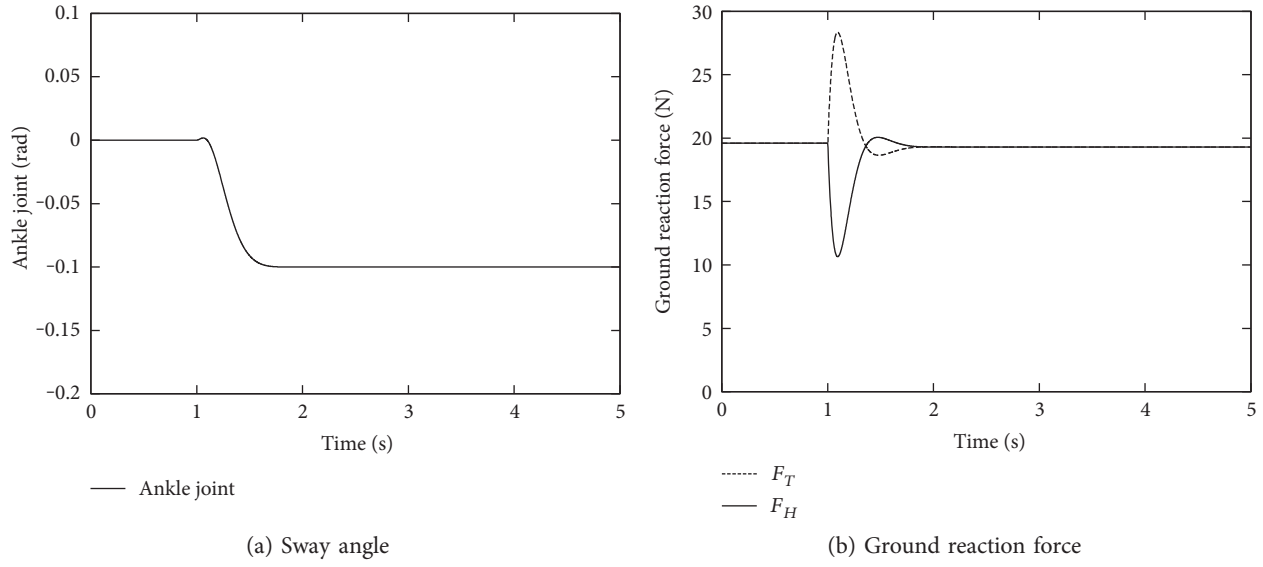 0.1
0.05
0
−0.05
−0.1
−0.15
−0.2
0
1
2
3
4
5
Ankle joint (rad)
Time (s)
Ankle joint
(a) Sway angle
30
25
20
15
10
5
0
0
1
2
3
4
5
Ground reaction force (N)
Time (s)
F_T
F_H
(b) Ground reaction force